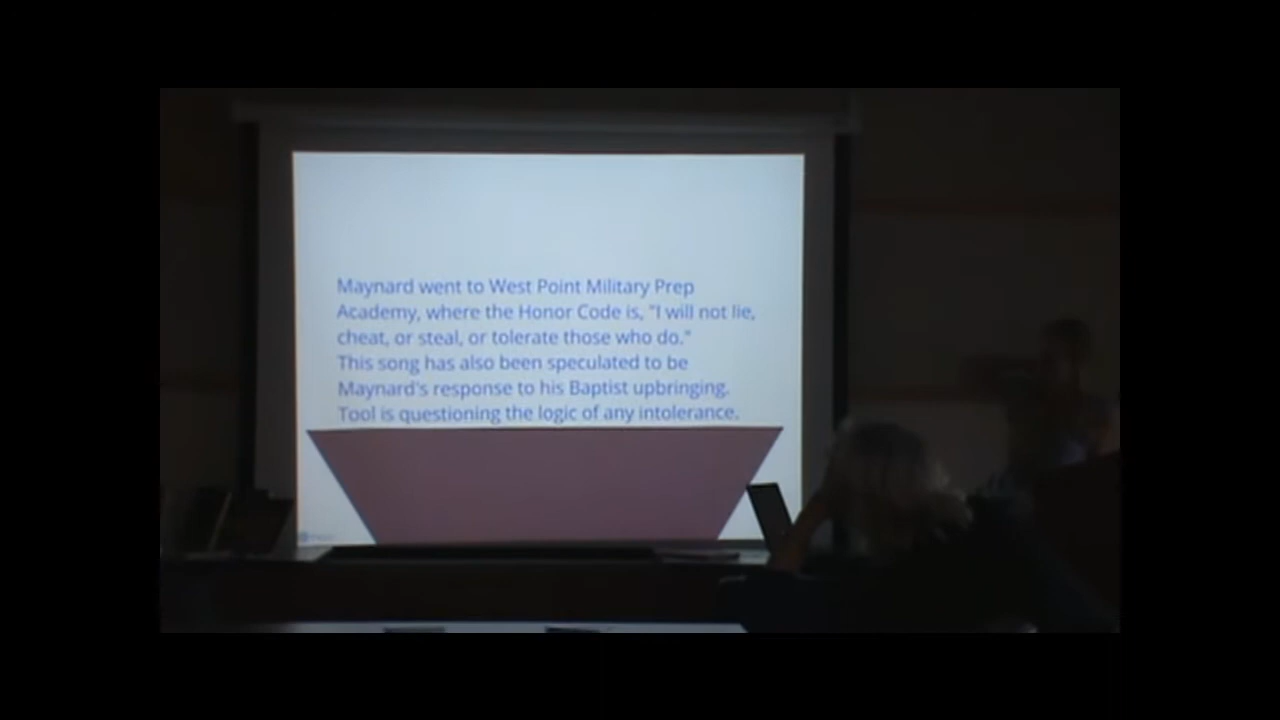 Maynard went to West Point Military Prep
Academy, where the Honor Code is, "I will not lie,
cheat, or steal, or tolerate those who do."
This song has also been speculated to be
Maynard's response to his Baptist upbringing.
Tool is questioning the logic of any intolerance.